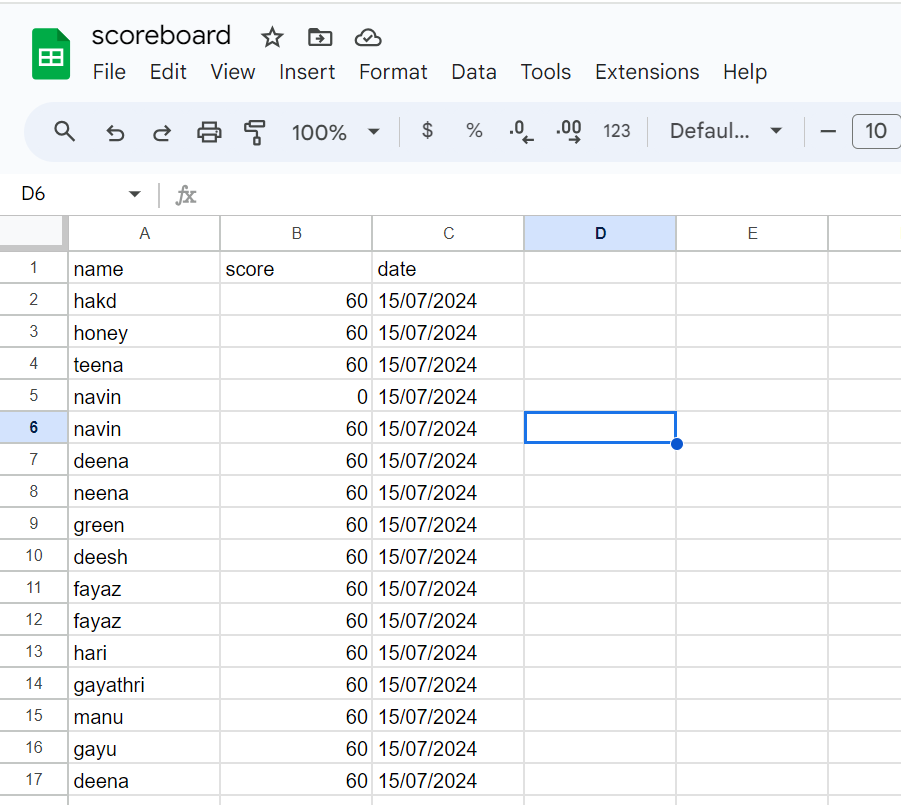 scoreboard
File Edit View Insert Format Data Tools Extensions Help
100% $ % .0 .00 123 Defaul... 10
D6 fx
A B C D E
1 name score date
2 hakd 60 15/07/2024
3 honey 60 15/07/2024
4 teena 60 15/07/2024
5 navin 0 15/07/2024
6 navin 60 15/07/2024
7 deena 60 15/07/2024
8 neena 60 15/07/2024
9 green 60 15/07/2024
10 deesh 60 15/07/2024
11 fayaz 60 15/07/2024
12 fayaz 60 15/07/2024
13 hari 60 15/07/2024
14 gayathri 60 15/07/2024
15 manu 60 15/07/2024
16 gayu 60 15/07/2024
17 deena 60 15/07/2024